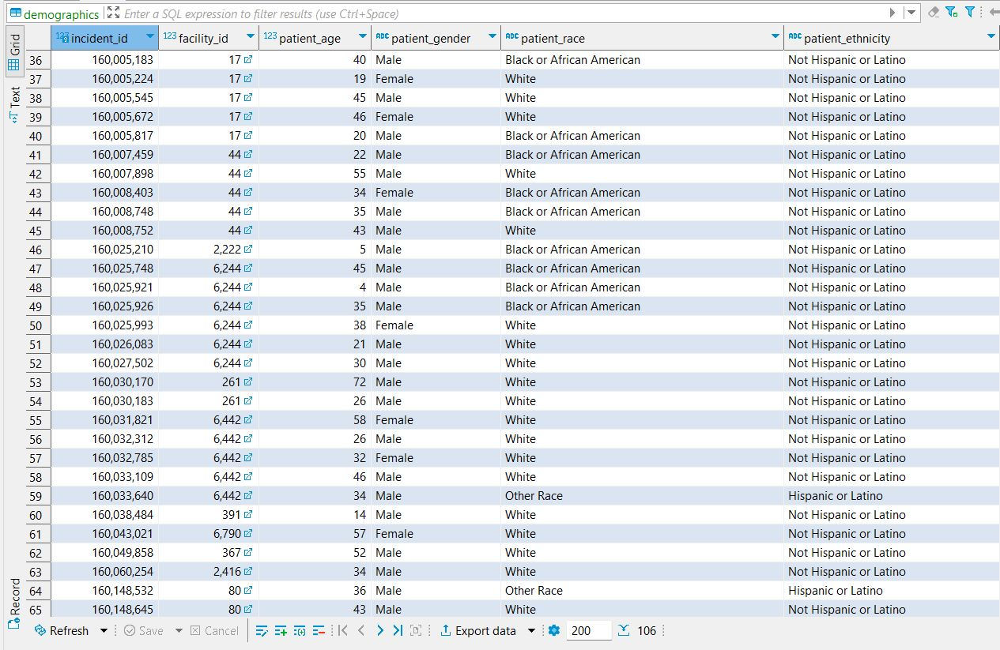 demographics Enter a SQL expression to filter results (use Ctrl+Space)
Grid
Text
Record
123 incident_id 123 facility_id 123 patient_age ABC patient_gender ABC patient_race ABC patient_ethnicity
36 160,005,183 17 40 Male Black or African American Not Hispanic or Latino
37 160,005,224 17 19 Female White Not Hispanic or Latino
38 160,005,545 17 45 Male White Not Hispanic or Latino
39 160,005,672 17 46 Female White Not Hispanic or Latino
40 160,005,817 17 20 Male Black or African American Not Hispanic or Latino
41 160,007,459 44 22 Male Black or African American Not Hispanic or Latino
42 160,007,898 44 55 Male White Not Hispanic or Latino
43 160,008,403 44 34 Female Black or African American Not Hispanic or Latino
44 160,008,748 44 35 Male Black or African American Not Hispanic or Latino
45 160,008,752 44 43 Male White Not Hispanic or Latino
46 160,025,210 2,222 5 Male Black or African American Not Hispanic or Latino
47 160,025,748 6,244 45 Male Black or African American Not Hispanic or Latino
48 160,025,921 6,244 4 Male Black or African American Not Hispanic or Latino
49 160,025,926 6,244 35 Male Black or African American Not Hispanic or Latino
50 160,025,993 6,244 38 Female White Not Hispanic or Latino
51 160,026,083 6,244 21 Male White Not Hispanic or Latino
52 160,027,502 6,244 30 Male White Not Hispanic or Latino
53 160,030,170 261 72 Male White Not Hispanic or Latino
54 160,030,183 261 26 Male White Not Hispanic or Latino
55 160,031,821 6,442 58 Female White Not Hispanic or Latino
56 160,032,312 6,442 26 Male White Not Hispanic or Latino
57 160,032,785 6,442 32 Female White Not Hispanic or Latino
58 160,033,109 6,442 46 Male White Not Hispanic or Latino
59 160,033,640 6,442 34 Male Other Race Hispanic or Latino
60 160,038,484 391 14 Male White Not Hispanic or Latino
61 160,043,021 6,790 57 Female White Not Hispanic or Latino
62 160,049,858 367 52 Male White Not Hispanic or Latino
63 160,060,254 2,416 34 Male White Not Hispanic or Latino
64 160,148,532 80 36 Male Other Race Hispanic or Latino
65 160,148,645 80 43 Male White Not Hispanic or Latino
Refresh Save Cancel Export data 200 106